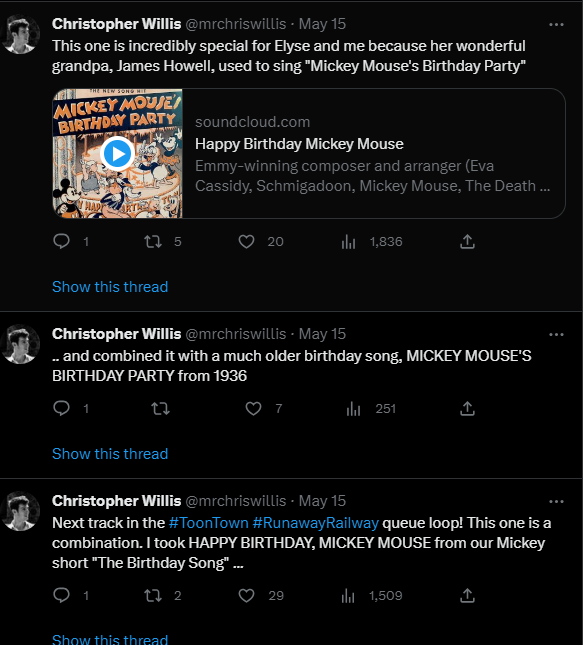 Christopher Willis @mrchriswillis · May 15
This one is incredibly special for Elyse and me because her wonderful
grandpa, James Howell, used to sing "Mickey Mouse's Birthday Party"
THE NEW SONG HIT
MICKEY MOUSE'S
BIRTHDAY PARTY
soundcloud.com
Happy Birthday Mickey Mouse
Emmy-winning composer and arranger (Eva
Cassidy, Schmigadoon, Mickey Mouse, The Death ...
1 5 20 1,836
Show this thread
Christopher Willis @mrchriswillis · May 15
.. and combined it with a much older birthday song, MICKEY MOUSE'S
BIRTHDAY PARTY from 1936
1 7 251
Show this thread
Christopher Willis @mrchriswillis · May 15
Next track in the #ToonTown #RunawayRailway queue loop! This one is a
combination. I took HAPPY BIRTHDAY, MICKEY MOUSE from our Mickey
short "The Birthday Song" ...
1 2 29 1,509
Show this thread